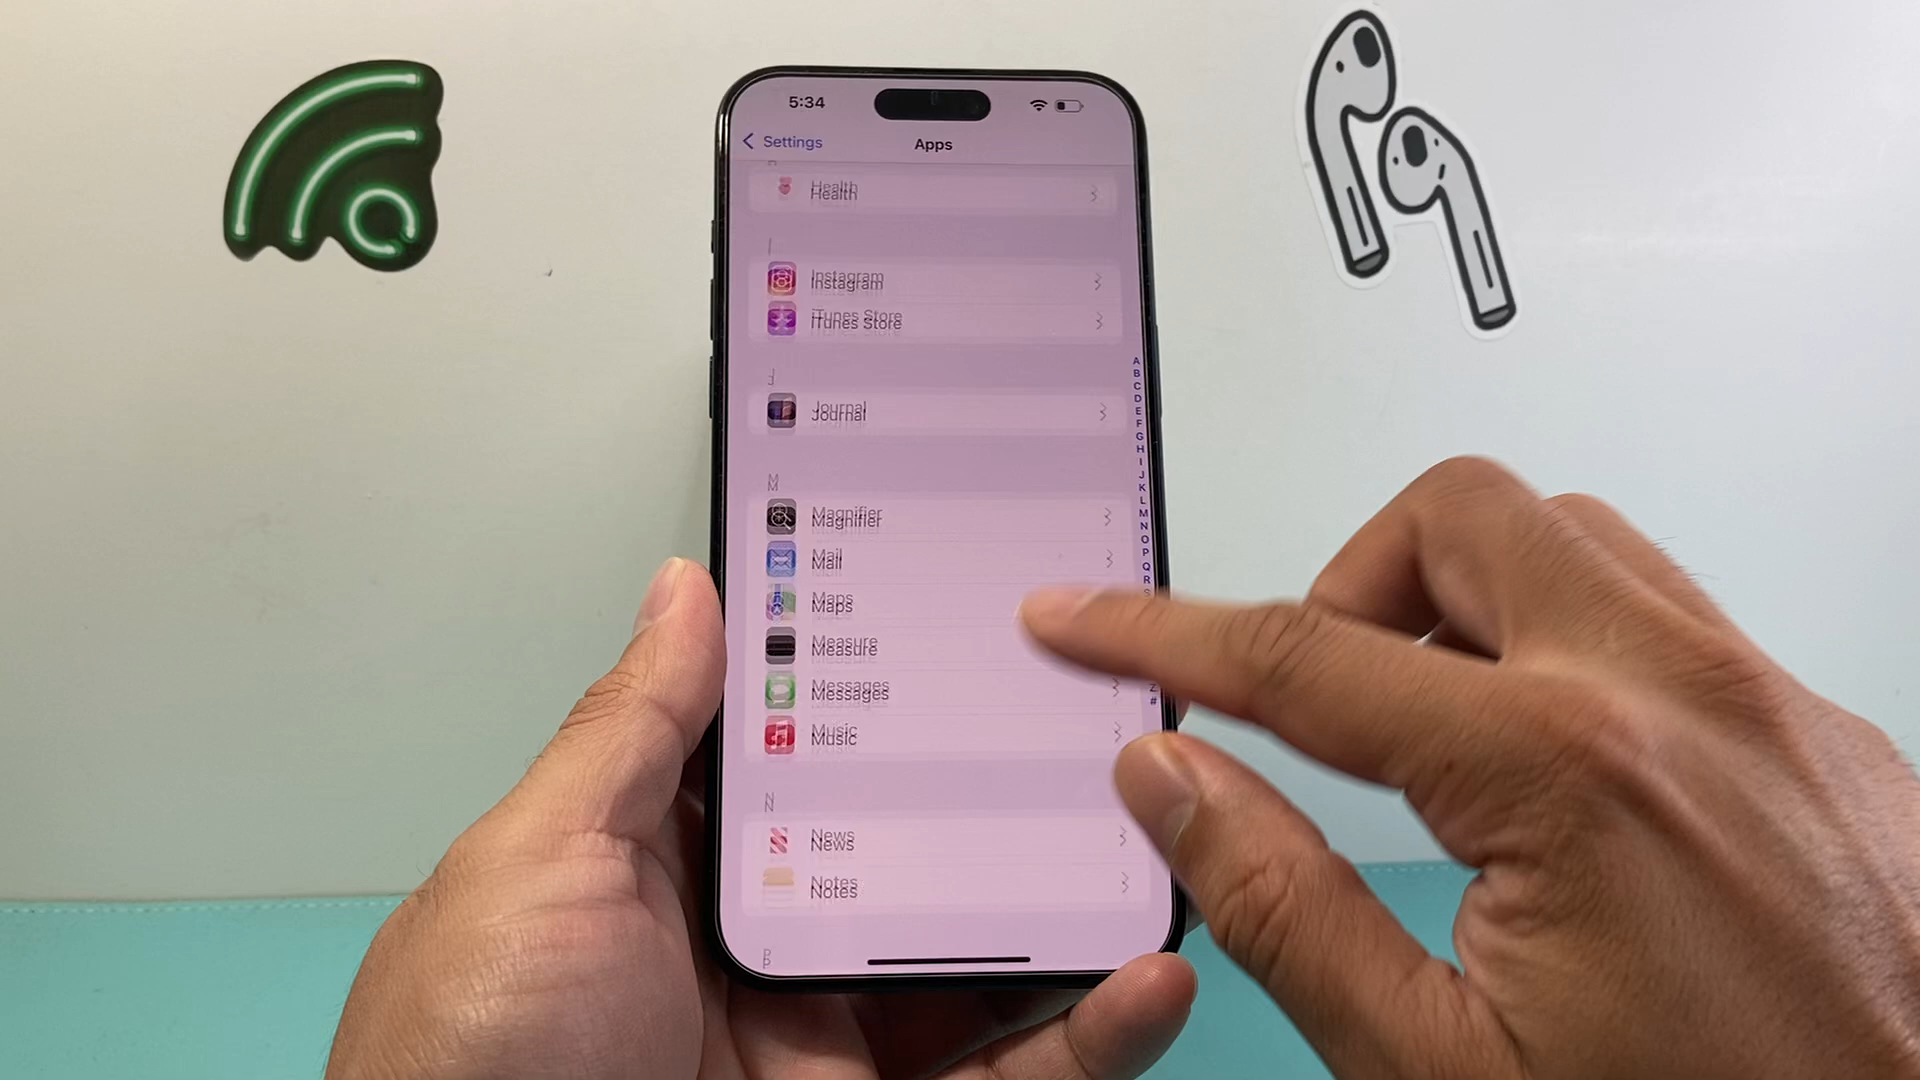 5:34
Settings
Apps
Health
I
Instagram
iTunes Store
J
Journal
M
Magnifier
Mail
Maps
Measure
Messages
Music
N
News
Notes
P
A
B
C
D
E
F
G
H
I
J
K
L
M
N
O
P
Q
R
Z
#